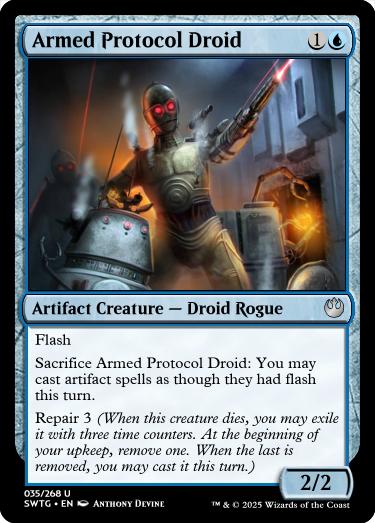 Armed Protocol Droid
1
Artifact Creature — Droid Rogue
Flash
Sacrifice Armed Protocol Droid: You may
cast artifact spells as though they had flash
this turn.
Repair 3 (When this creature dies, you may exile
it with three time counters. At the beginning of
your upkeep, remove one. When the last is
removed, you may cast it this turn.)
2/2
035/268 U
SWTG • EN Anthony Devine
™ & © 2025 Wizards of the Coast